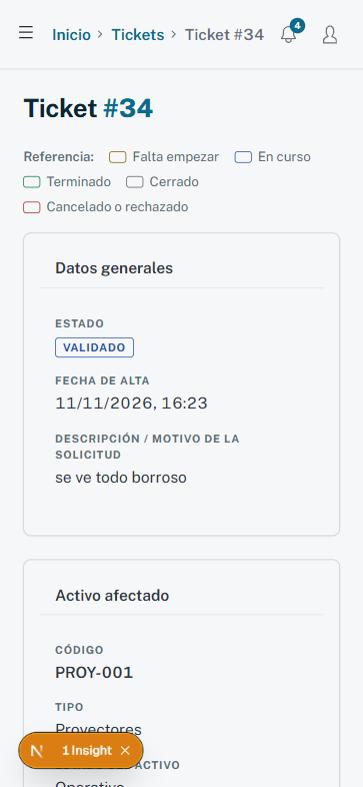 Inicio > Tickets > Ticket #34 4
Ticket #34
Referencia: Falta empezar En curso
Terminado Cerrado
Cancelado o rechazado
Datos generales
ESTADO
VALIDADO
FECHA DE ALTA
11/11/2026, 16:23
DESCRIPCIÓN / MOTIVO DE LA
SOLICITUD
se ve todo borroso
Activo afectado
CÓDIGO
PROY-001
TIPO
Proyectores
N 1 Insight ×
ACTIVO
Operativo